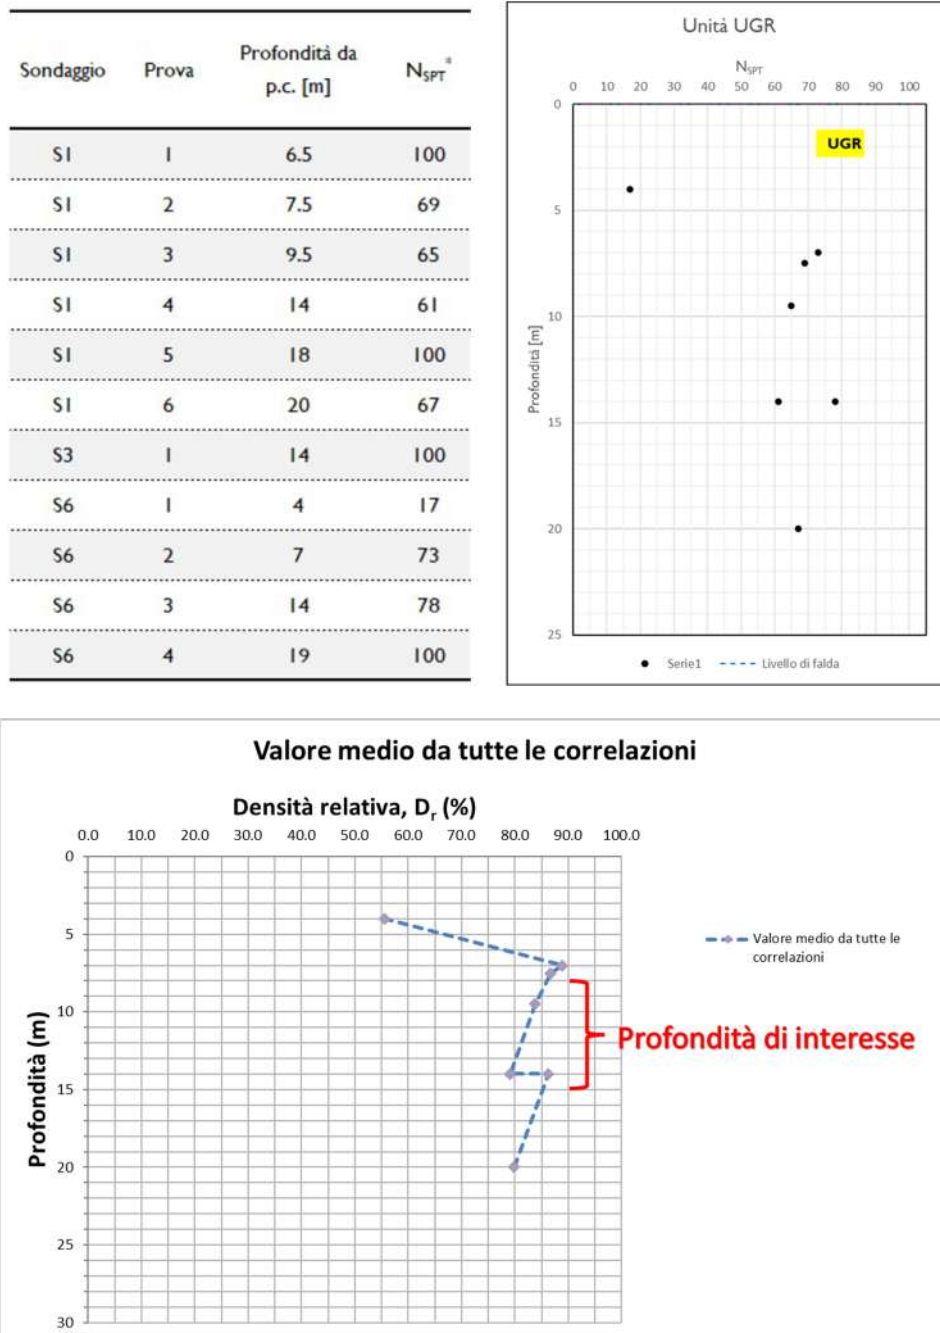 Sondaggio Prova Profondità da p.c. [m] N_SPT*
S1 1 6.5 100
S1 2 7.5 69
S1 3 9.5 65
S1 4 14 61
S1 5 18 100
S1 6 20 67
S3 1 14 100
S6 1 4 17
S6 2 7 73
S6 3 14 78
S6 4 19 100
Unità UGR
N_SPT
0 10 20 30 40 50 60 70 80 90 100
0
UGR
5
10
15
20
25
Profondità [m]
Serie1 Livello di falda
Valore medio da tutte le correlazioni
Densità relativa, D_r (%)
0.0 10.0 20.0 30.0 40.0 50.0 60.0 70.0 80.0 90.0 100.0
0
5
10
15
20
25
30
Profondità (m)
Valore medio da tutte le
correlazioni
Profondità di interesse